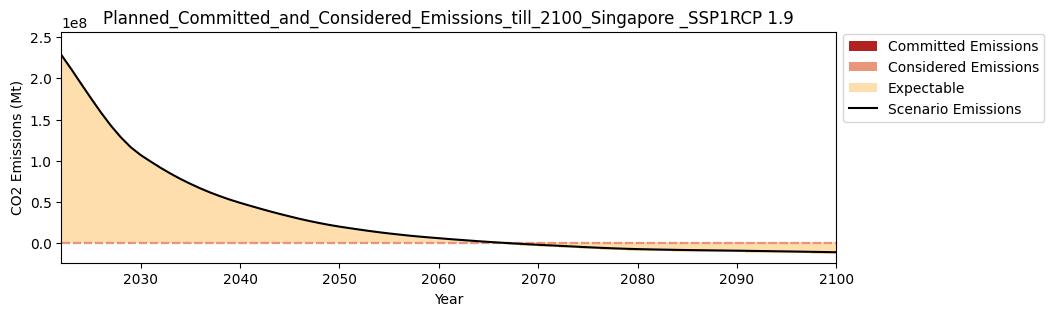 Planned_Committed_and_Considered_Emissions_till_2100_Singapore _SSP1RCP 1.9
1e8
2.5
2.0
1.5
1.0
0.5
0.0
CO2 Emissions (Mt)
2030 2040 2050 2060 2070 2080 2090 2100
Year
Committed Emissions
Considered Emissions
Expectable
Scenario Emissions